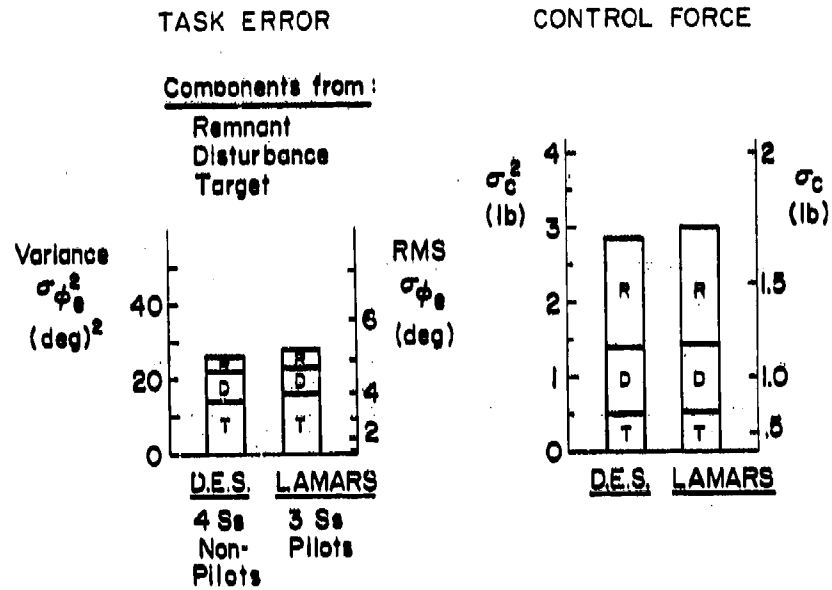 TASK ERROR
Components from:
Remnant
Disturbance
Target
Variance
σφe²
(deg)²
40
20
0
RMS
σφe
(deg)
6
4
2
R
D
T
R
D
T
D.E.S.
LAMARS
4 Ss
Non-
Pilots
3 Ss
Pilots
CONTROL FORCE
σc²
(lb)
4
3
2
1
0
2
1.5
1.0
.5
σc
(lb)
R
D
T
R
D
T
D.E.S.
LAMARS